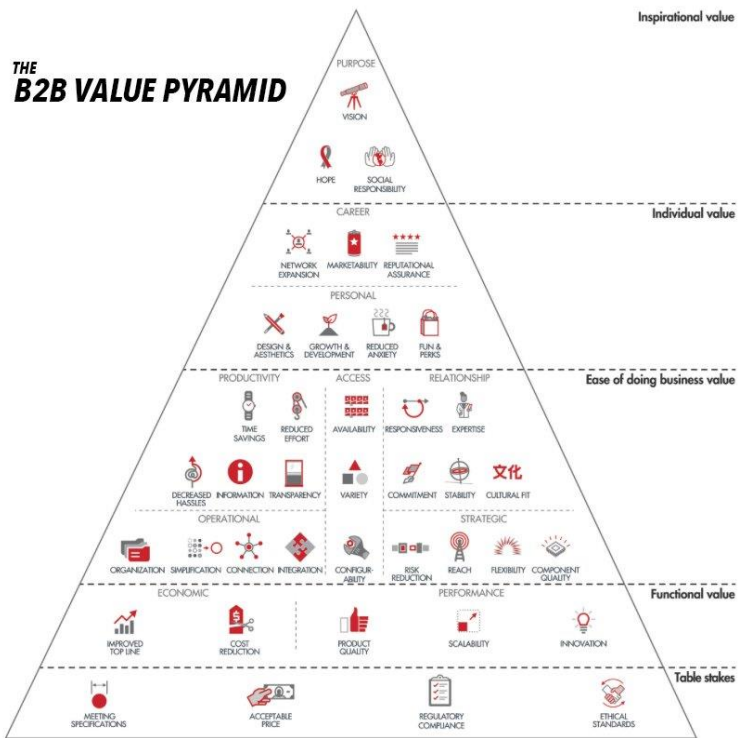 THE
B2B VALUE PYRAMID
Inspirational value
PURPOSE
VISION
HOPE
SOCIAL
RESPONSIBILITY
Individual value
CAREER
NETWORK
EXPANSION
MARKETABILITY
REPUTATIONAL
ASSURANCE
PERSONAL
DESIGN &
AESTHETICS
GROWTH &
DEVELOPMENT
REDUCED
ANXIETY
FUN &
PERKS
Ease of doing business value
PRODUCTIVITY
ACCESS
RELATIONSHIP
TIME
SAVINGS
REDUCED
EFFORT
AVAILABILITY
RESPONSIVENESS
EXPERTISE
DECREASED
HASSLES
INFORMATION
TRANSPARENCY
VARIETY
COMMITMENT
STABILITY
文化
CULTURAL FIT
OPERATIONAL
STRATEGIC
ORGANIZATION
SIMPLIFICATION
CONNECTION
INTEGRATION
CONFIGUR-
ABILITY
RISK
REDUCTION
REACH
FLEXIBILITY
COMPONENT
QUALITY
Functional value
ECONOMIC
PERFORMANCE
IMPROVED
TOP LINE
$
COST
REDUCTION
PRODUCT
QUALITY
SCALABILITY
INNOVATION
Table stakes
MEETING
SPECIFICATIONS
ACCEPTABLE
PRICE
REGULATORY
COMPLIANCE
ETHICAL
STANDARDS